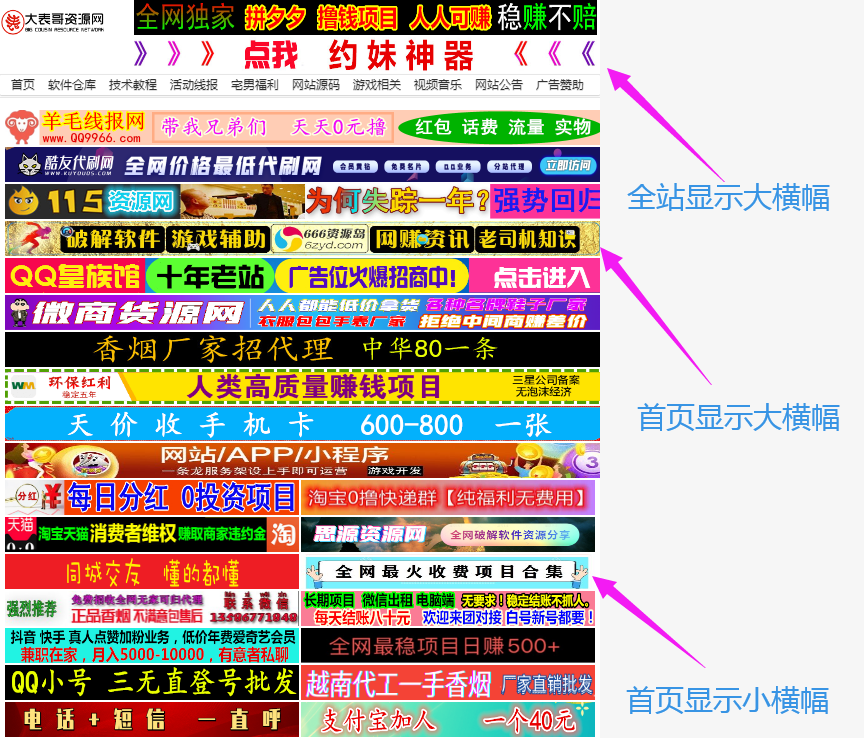 大表哥资源网
BIG COUSIN RESOURCE NETWORK
全网独家 拼夕夕 撸钱项目 人人可赚 稳赚不赔
点我 约妹神器
首页 软件仓库 技术教程 活动线报 宅男福利 网站源码 游戏相关 视频音乐 网站公告 广告赞助
羊毛线报网
www.QQ9966.com
带我兄弟们 天天0元撸
红包 话费 流量 实物
全站显示大横幅
酷友代刷网
WWW.KUYOUDS.COM
全网价格最低代刷网
会员黄钻 免费名片 QQ业务 分站代理 立即访问
115资源网
为何失踪一年?强势回归
破解软件 游戏辅助
666资源岛
6zyd.com
网赚资讯 老司机知识
QQ皇族馆 十年老站 广告位火爆招商中! 点击进入
微商货源网
人人都能低价拿货 各种名牌鞋子厂家
衣服包包手表厂家 拒绝中间商赚差价
香烟厂家招代理 中华80一条
环保红利
稳定五年
人类高质量赚钱项目
三星公司备案
无泡沫经济
首页显示大横幅
天价收手机卡 600-800 一张
网站/APP/小程序
一条龙服务架设上手即可运营 游戏开发
分红
每日分红 0投资项目
淘宝0撸快递群【纯福利无费用】
天猫
淘宝天猫消费者维权赚取商家违约金
淘
思源资源网
全网破解软件资源分享
同城交友 懂的都懂
全网最火收费项目合集
强烈推荐
免费招收全网无库可归代理
正品香烟 不满意包售后
联系微信
13596771949
长期项目 微信出租 电脑端 无要求!稳定结账不抓人。
每天结账八十元 欢迎来团对接 白号新号都要!
抖音 快手 真人点赞加粉业务，低价年费爱奇艺会员
兼职在家，月入5000-10000，有意者私聊
全网最稳项目日赚500+
QQ小号 三无直登号批发
越南代工一手香烟 厂家直销批发
首页显示小横幅
电话+短信 一直呼
支付宝加人 一个40元